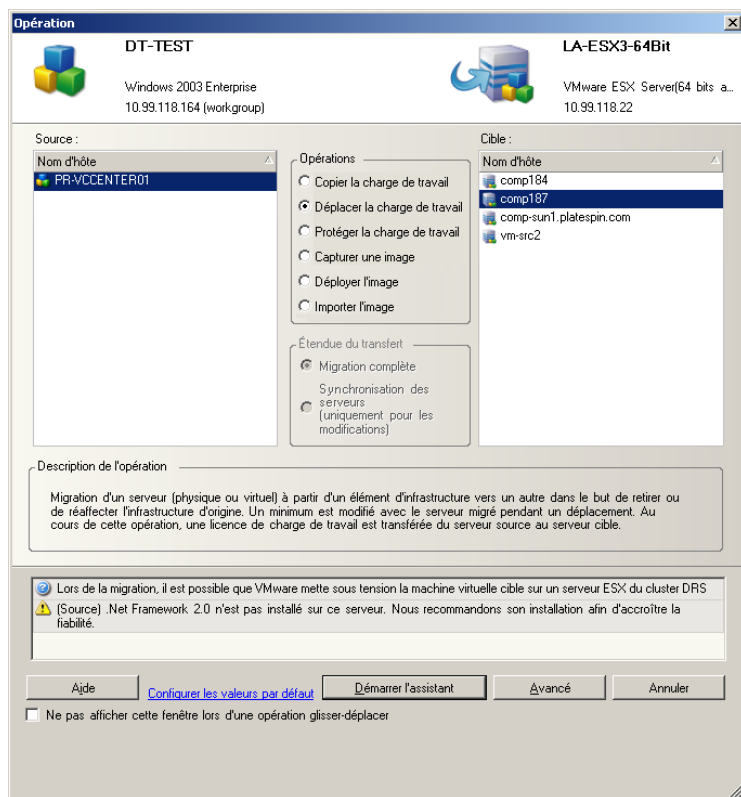 Opération
DT-TEST
Windows 2003 Enterprise
10.99.118.164 (workgroup)
LA-ESX3-64Bit
VMware ESX Server(64 bits a...
10.99.118.22
Source :
Nom d'hôte
PR-VCCENTER01
Opérations
Copier la charge de travail
Déplacer la charge de travail
Protéger la charge de travail
Capturer une image
Déployer l'image
Importer l'image
Étendue du transfert
Migration complète
Synchronisation des
serveurs
(uniquement pour les
modifications)
Cible :
Nom d'hôte
comp184
comp187
comp-sun1.platespin.com
vm-src2
Description de l'opération
Migration d'un serveur (physique ou virtuel) à partir d'un élément d'infrastructure vers un autre dans le but de retirer ou
de réaffecter l'infrastructure d'origine. Un minimum est modifié avec le serveur migré pendant un déplacement. Au
cours de cette opération, une licence de charge de travail est transférée du serveur source au serveur cible.
Lors de la migration, il est possible que VMware mette sous tension la machine virtuelle cible sur un serveur ESX du cluster DRS
(Source) .Net Framework 2.0 n'est pas installé sur ce serveur. Nous recommandons son installation afin d'accroître la
fiabilité.
Aide
Configurer les valeurs par défaut
Démarrer l'assistant
Avancé
Annuler
Ne pas afficher cette fenêtre lors d'une opération glisser-déplacer